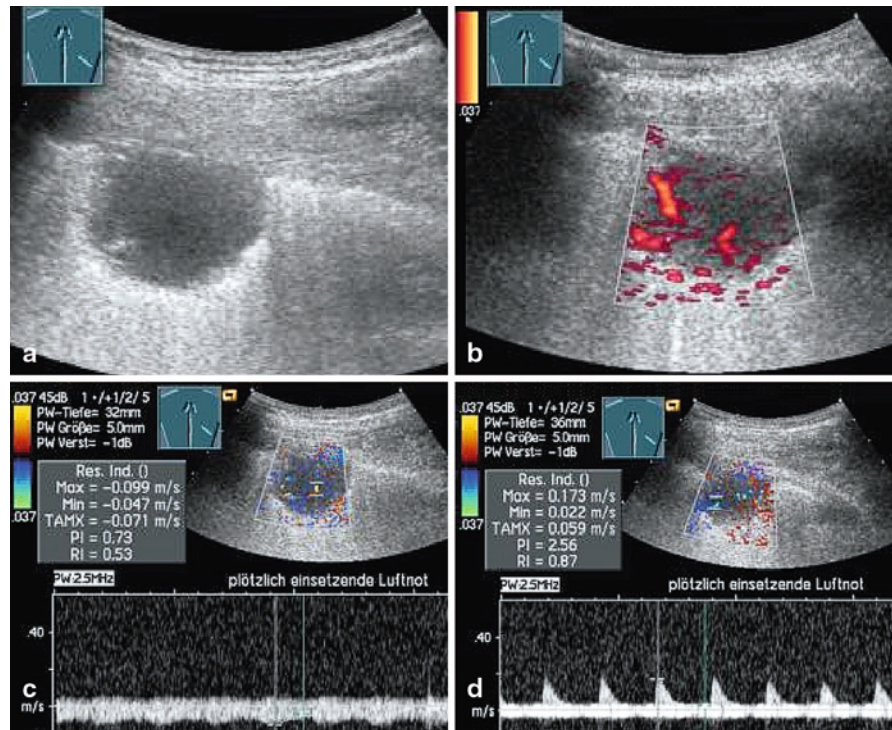 a
.037
b
.037 45dB 1 ·/+1/2/ 5
PW-Tiefe= 32mm
PW Größe= 5.0mm
PW Verst= -1dB
Res. Ind. ()
Max = -0.099 m/s
Min = -0.047 m/s
TAMX = -0.071 m/s
PI = 0.73
RI = 0.53
.037
PW:2.5MHz
plötzlich einsetzende Luftnot
.40
m/s
c
.037 45dB 1 ·/+1/2/ 5
PW-Tiefe= 36mm
PW Größe= 5.0mm
PW Verst= -1dB
Res. Ind. ()
Max = 0.173 m/s
Min = 0.022 m/s
TAMX = 0.059 m/s
PI = 2.56
RI = 0.87
.037
PW:2.5MHz
plötzlich einsetzende Luftnot
.40
m/s
d